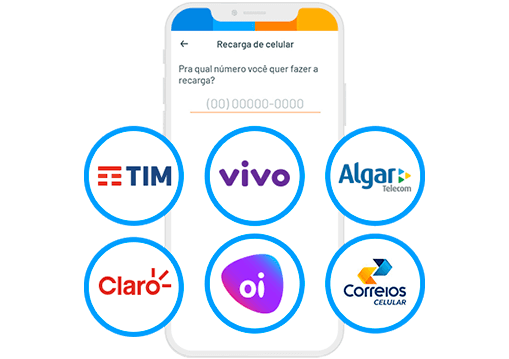 ← Recarga de celular
Pra qual número você quer fazer a
recarga?
(00) 00000-0000
TIM
vivo
Algar
Telecom
Claro
oi
Correios
CELULAR